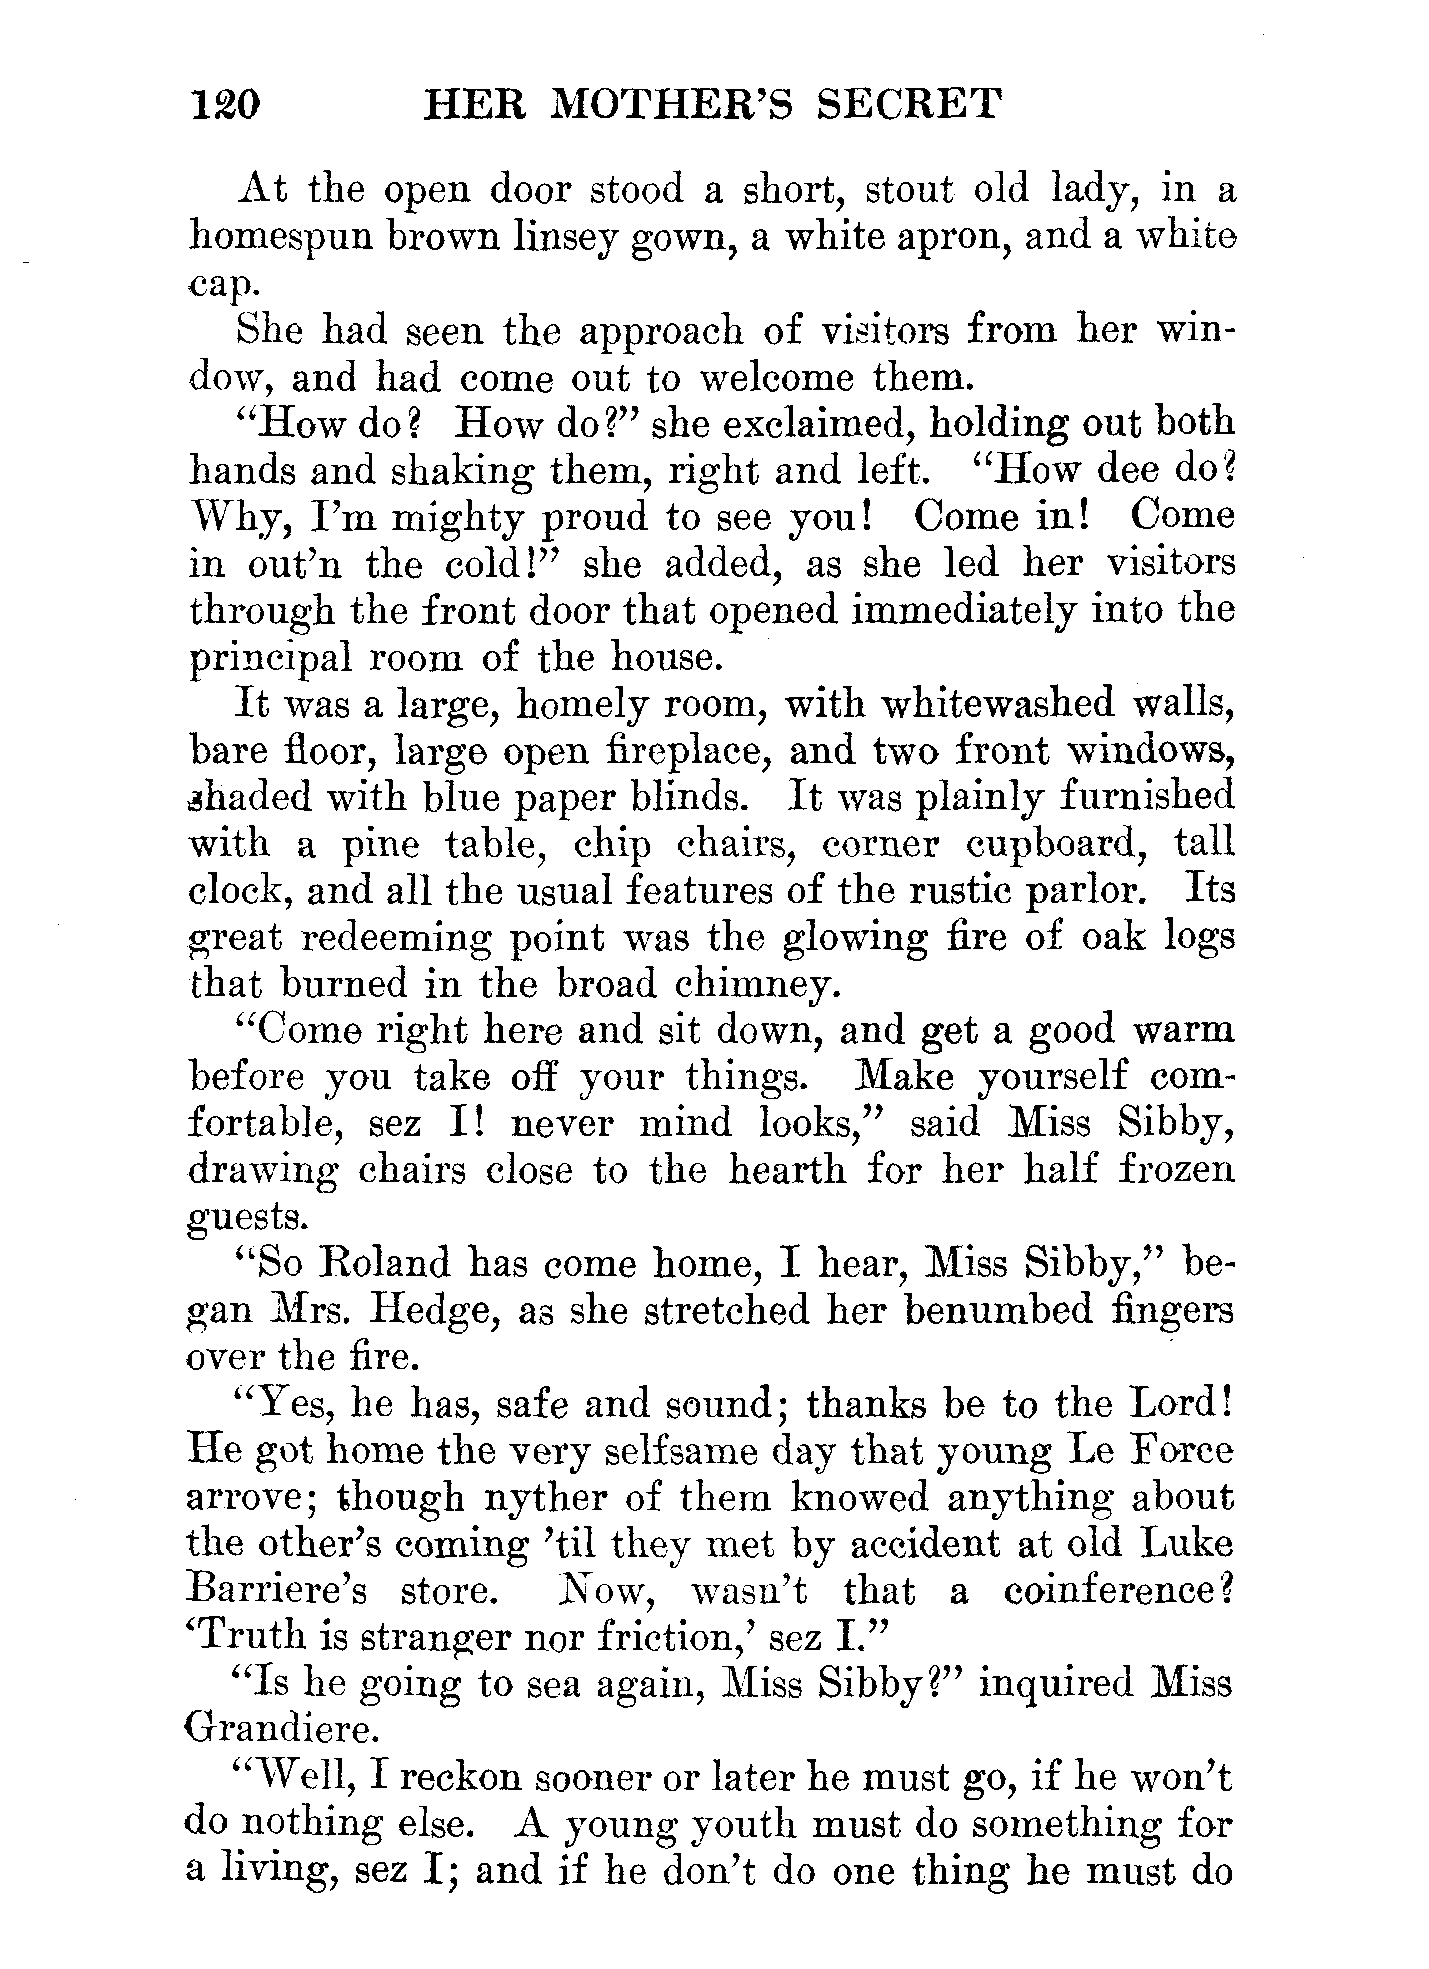 120 HER MOTHER'S SECRET
At the open door stood a short, stout old lady, in a
homespun brown linsey gown, a white apron, and a white
cap.
She had seen the approach of visitors from her win-
dow, and had come out to welcome them.
“How do? How do?” she exclaimed, holding out both
hands and shaking them, right and left. “How dee do?
Why, I'm mighty proud to see you! Come in! Come
in out'n the cold!” she added, as she led her visitors
through the front door that opened immediately into the
principal room of the house.
It was a large, homely room, with whitewashed walls,
bare floor, large open fireplace, and two front windows,
shaded with blue paper blinds. It was plainly furnished
with a pine table, chip chairs, corner cupboard, tall
clock, and all the usual features of the rustic parlor. Its
great redeeming point was the glowing fire of oak logs
that burned in the broad chimney.
“Come right here and sit down, and get a good warm
before you take off your things. Make yourself com-
fortable, sez I! never mind looks,” said Miss Sibby,
drawing chairs close to the hearth for her half frozen
guests.
“So Roland has come home, I hear, Miss Sibby,” be-
gan Mrs. Hedge, as she stretched her benumbed fingers
over the fire.
“Yes, he has, safe and sound; thanks be to the Lord!
He got home the very selfsame day that young Le Force
arrove; though nyther of them knowed anything about
the other's coming 'til they met by accident at old Luke
Barriere's store. Now, wasn't that a coinference?
‘Truth is stranger nor friction,’ sez I.”
“Is he going to sea again, Miss Sibby?” inquired Miss
Grandiere.
“Well, I reckon sooner or later he must go, if he won't
do nothing else. A young youth must do something for
a living, sez I; and if he don't do one thing he must do